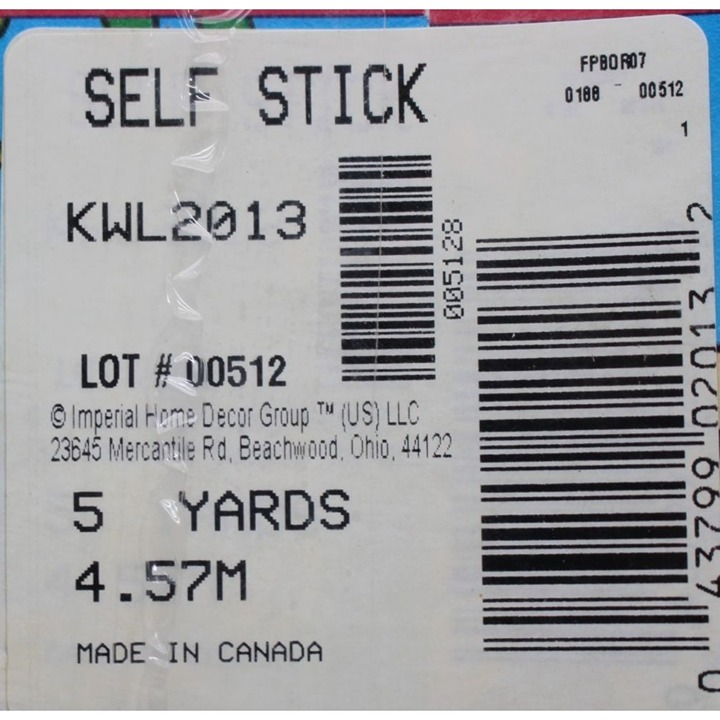 SELF STICK
FPBOR07
0188 - 00512
1
KWL2013
005128
LOT # 00512
© Imperial Home Decor Group ™ (US) LLC
23645 Mercantile Rd, Beachwood, Ohio, 44122
5 YARDS
4.57M
MADE IN CANADA
0 43799 02013 2